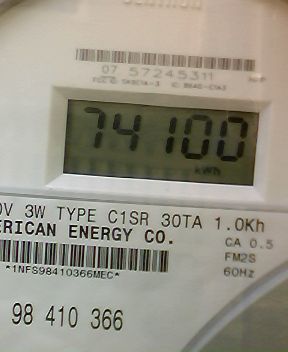 07 57245311
74100
kWh
0V 3W TYPE C1SR 30TA 1.0Kh
ERICAN ENERGY CO.
CA 0.5
FM2S
60Hz
*1NFS98410366MEC*
98 410 366